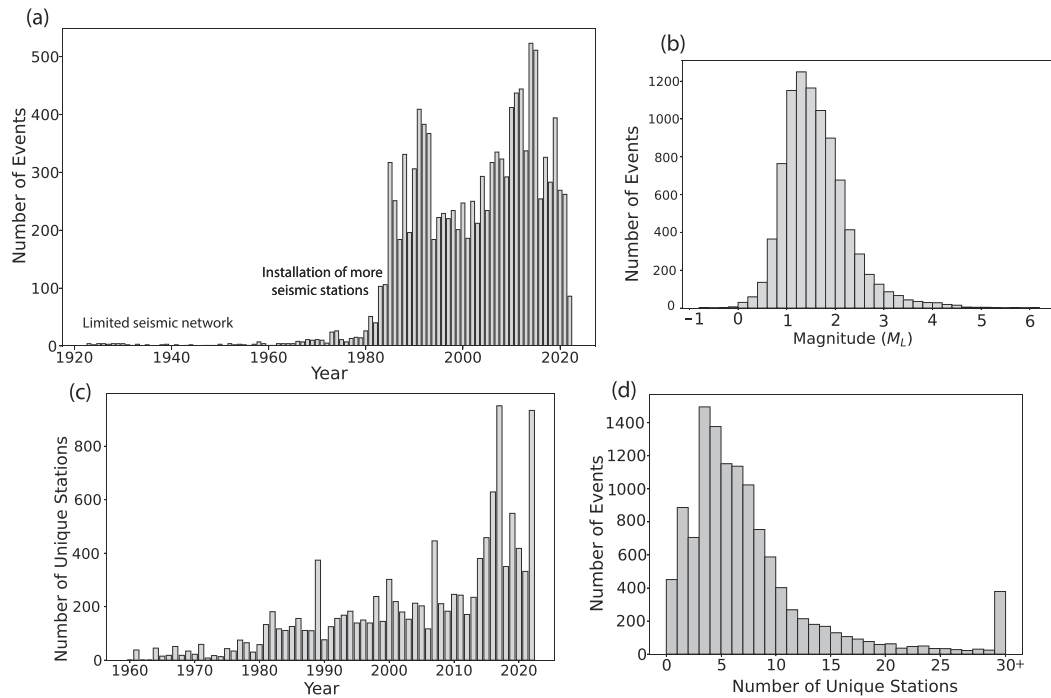 (a)
500
400
300
200
100
0
Number of Events
Installation of more
seismic stations
Limited seismic network
1920 1940 1960 1980 2000 2020
Year
(b)
1200
1000
800
600
400
200
0
Number of Events
−1 0 1 2 3 4 5 6
Magnitude (M_L)
(c)
800
600
400
200
0
Number of Unique Stations
1960 1970 1980 1990 2000 2010 2020
Year
(d)
1400
1200
1000
800
600
400
200
0
Number of Events
0 5 10 15 20 25 30+
Number of Unique Stations